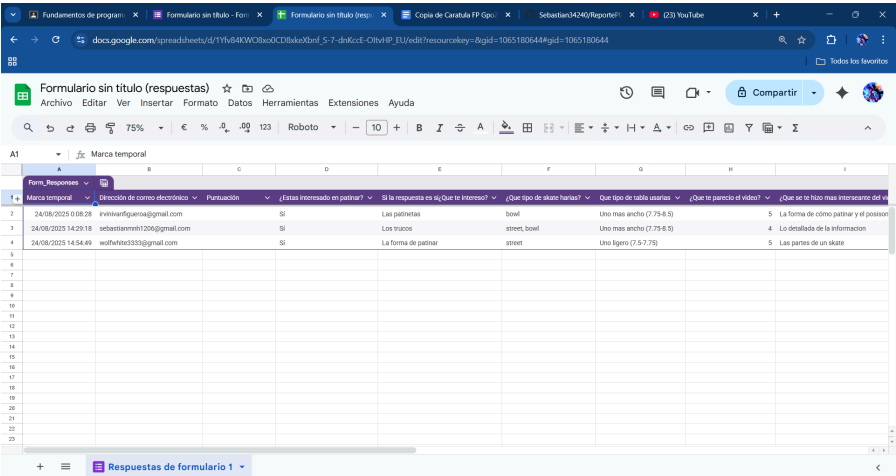 Fundamentos de program
Formulario sin título - Form
Formulario sin título (resp
Copia de Caratula FP Gpo2
Sebastian34240/ReporteP
(23) YouTube
docs.google.com/spreadsheets/d/1Yfv84KWO8xo0CD8xkeXbnf_S-7-dnKccE-OItvHP_EU/edit?resourcekey=&gid=1065180644#gid=1065180644
Todos los favoritos
Formulario sin título (respuestas)
Archivo Editar Ver Insertar Formato Datos Herramientas Extensiones Ayuda
Compartir
75% € % .0 .00 123 Roboto 10 B I A
A1 fx Marca temporal
A B C D E F G H I
Form_Responses
1 Marca temporal Dirección de correo electrónico Puntuación ¿Estas interesado en patinar? Si la respuesta es si¿Que te intereso? ¿Que tipo de skate harias? Que tipo de tabla usarias ¿Que te parecio el video? ¿Que se te hizo mas interseante del vi
2 24/08/2025 0:08:28 irvinivanfigueroa@gmail.com Sí Las patinetas bowl Uno mas ancho (7.75-8.5) 5 La forma de cómo patinar y el posison
3 24/08/2025 14:29:18 sebastianmnh1206@gmail.com Sí Los trucos street, bowl Uno mas ancho (7.75-8.5) 4 Lo detallada de la informacion
4 24/08/2025 14:54:49 wolfwhite3333@gmail.com Sí La forma de patinar street Uno ligero (7.5-7.75) 5 Las partes de un skate
5
6
7
8
9
10
11
12
13
14
15
16
17
18
19
20
21
22
23
Respuestas de formulario 1